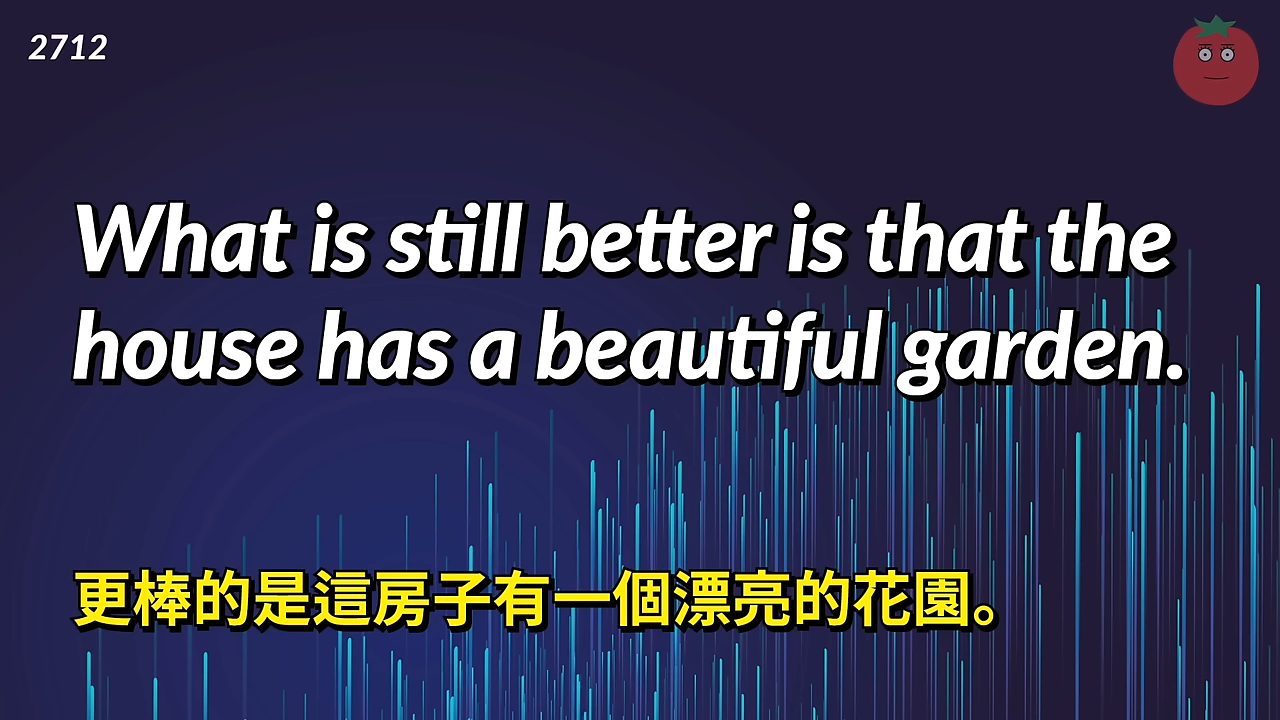 2712
What is still better is that the
house has a beautiful garden.
更棒的是這房子有一個漂亮的花園。